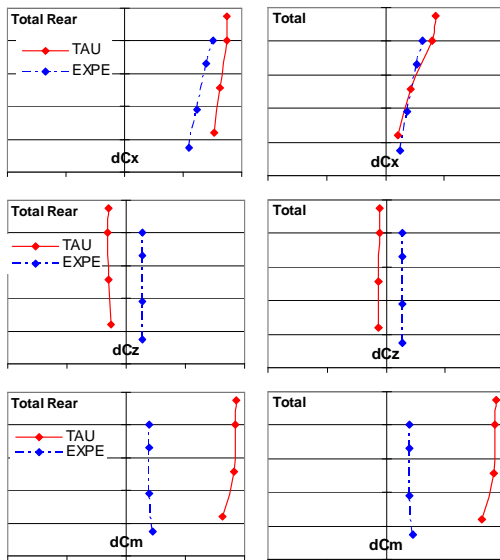 Total Rear
TAU
EXPE
dCx
Total
dCx
Total Rear
TAU
EXPE
dCz
Total
dCz
Total Rear
TAU
EXPE
dCm
Total
dCm